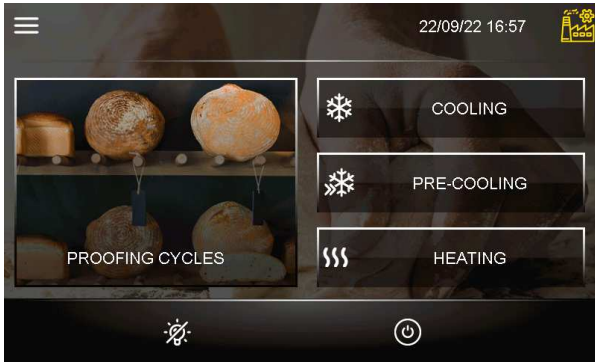 22/09/22 16:57
COOLING
PRE-COOLING
PROOFING CYCLES
HEATING